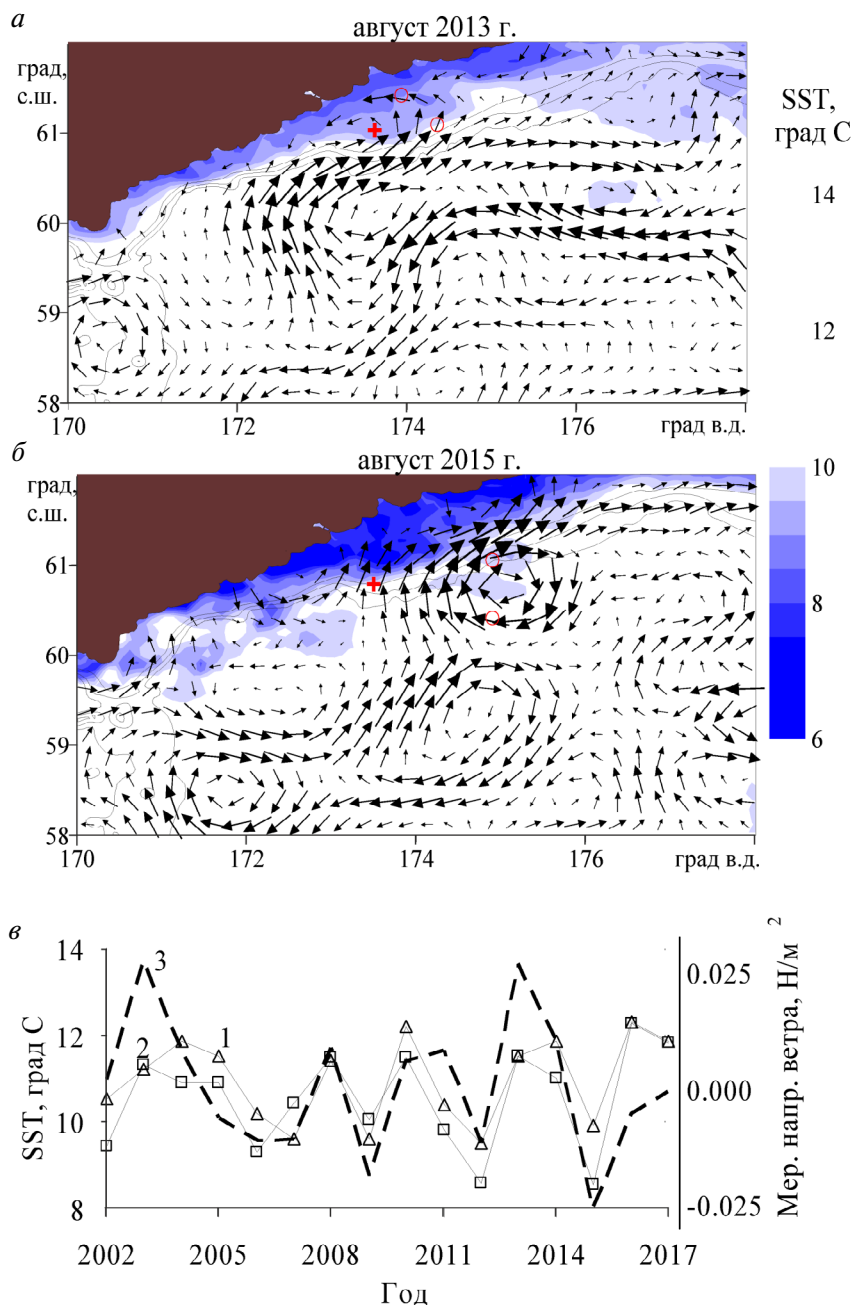 а
август 2013 г.
град,
с.ш.
61
60
59
58
170
172
174
176
град в.д.
SST,
град С
14
12
б
август 2015 г.
град,
с.ш.
61
60
59
58
170
172
174
176
град в.д.
10
8
6
в
SST, град С
14
12
10
8
3
2
1
0.025
0.000
-0.025
Мер. напр. ветра, Н/м 2
2002
2005
2008
2011
2014
2017
Год